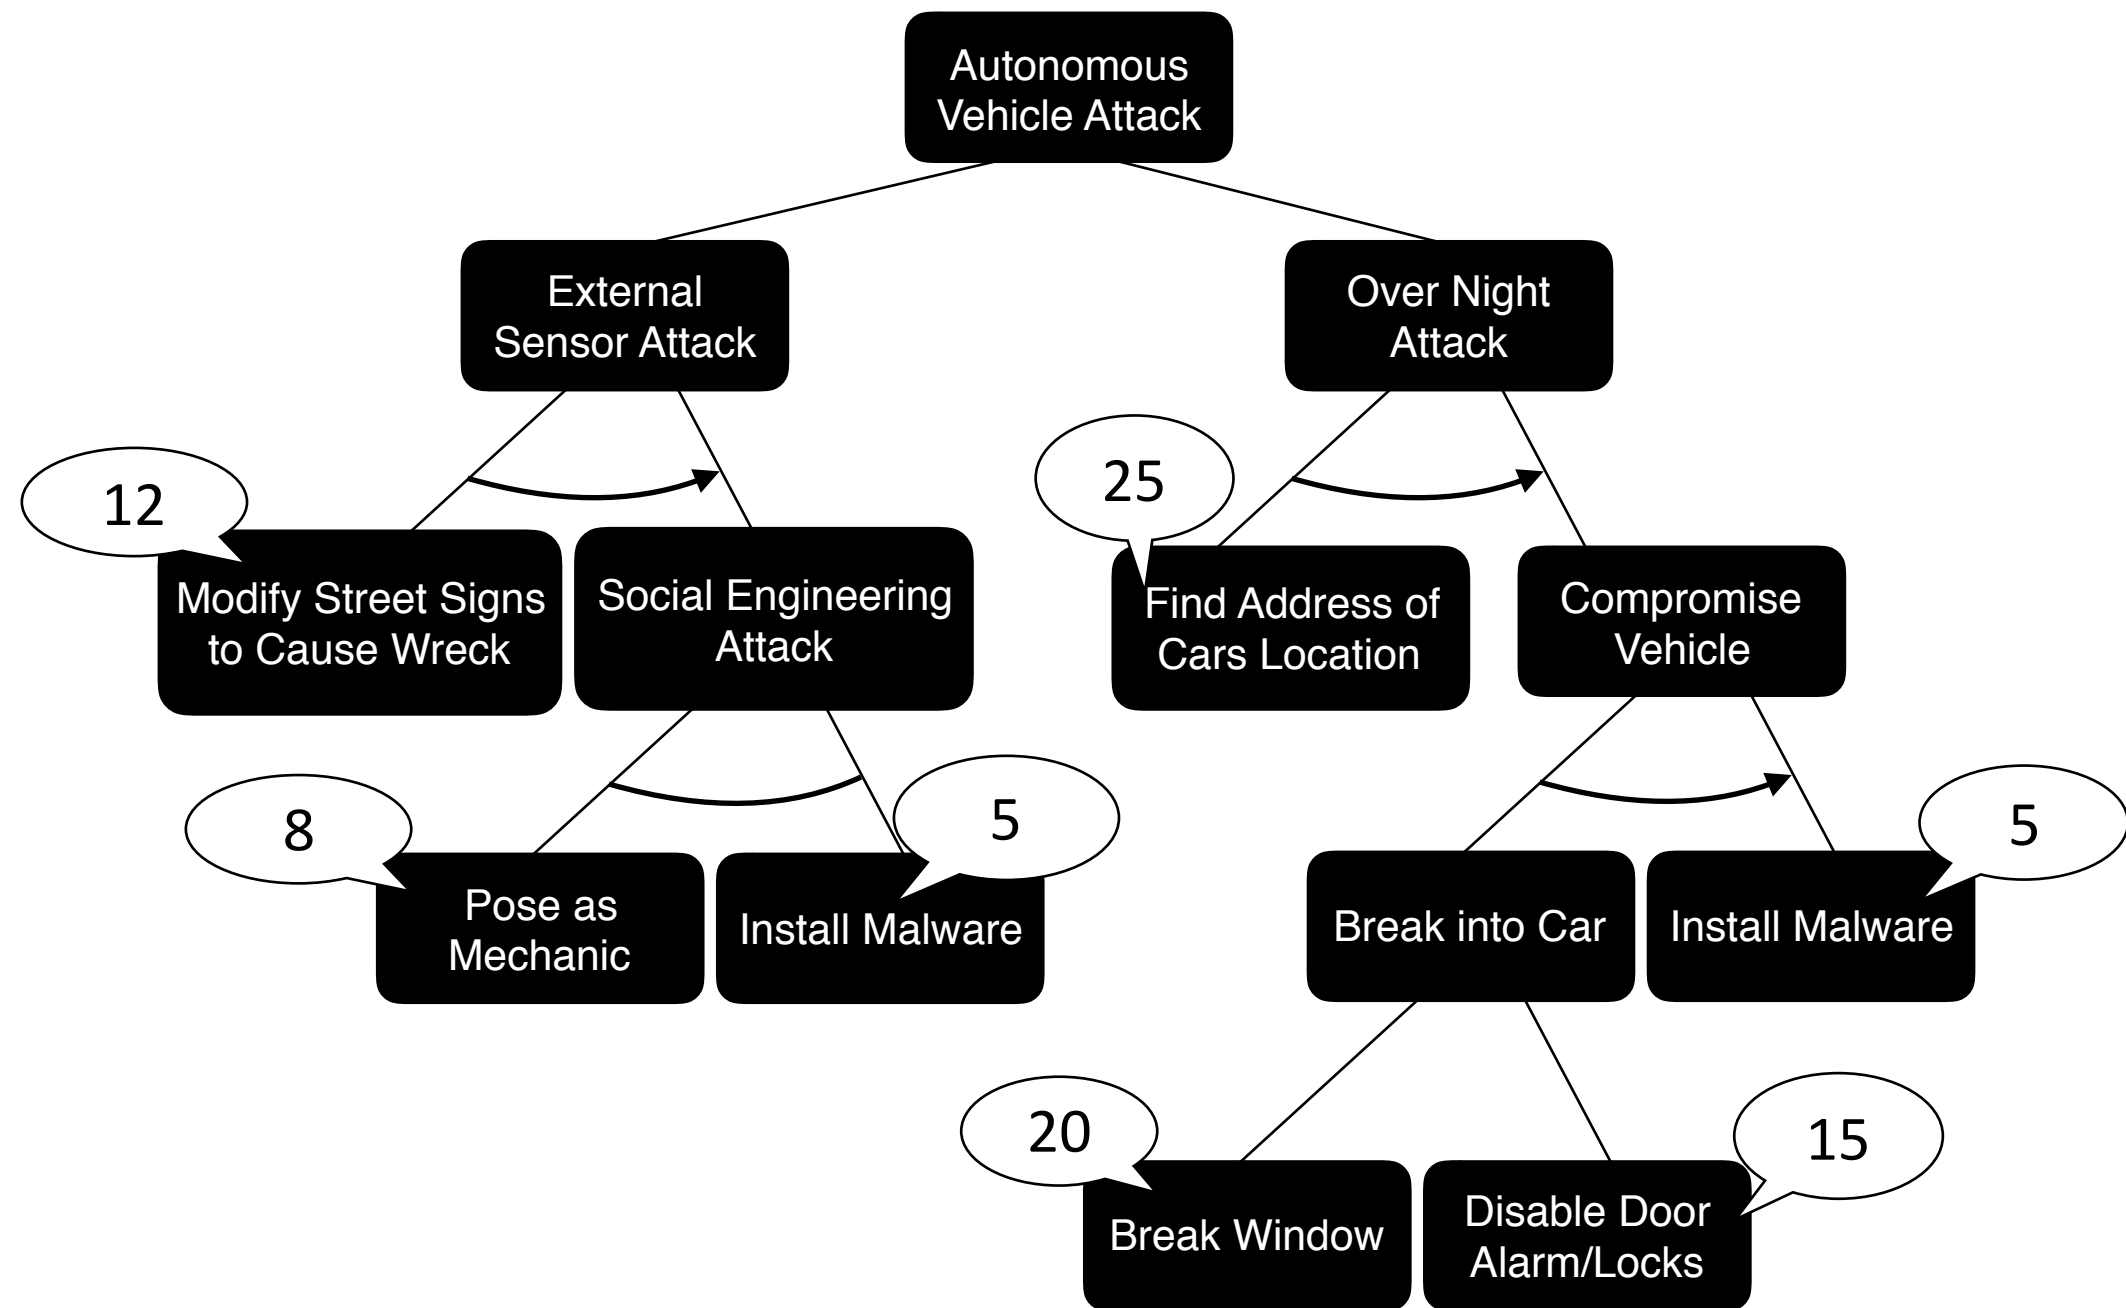 Autonomous
Vehicle Attack
External
Sensor Attack
Over Night
Attack
12
25
Modify Street Signs
to Cause Wreck
Social Engineering
Attack
Find Address of
Cars Location
Compromise
Vehicle
8
5
5
Pose as
Mechanic
Install Malware
Break into Car
Install Malware
20
15
Break Window
Disable Door
Alarm/Locks